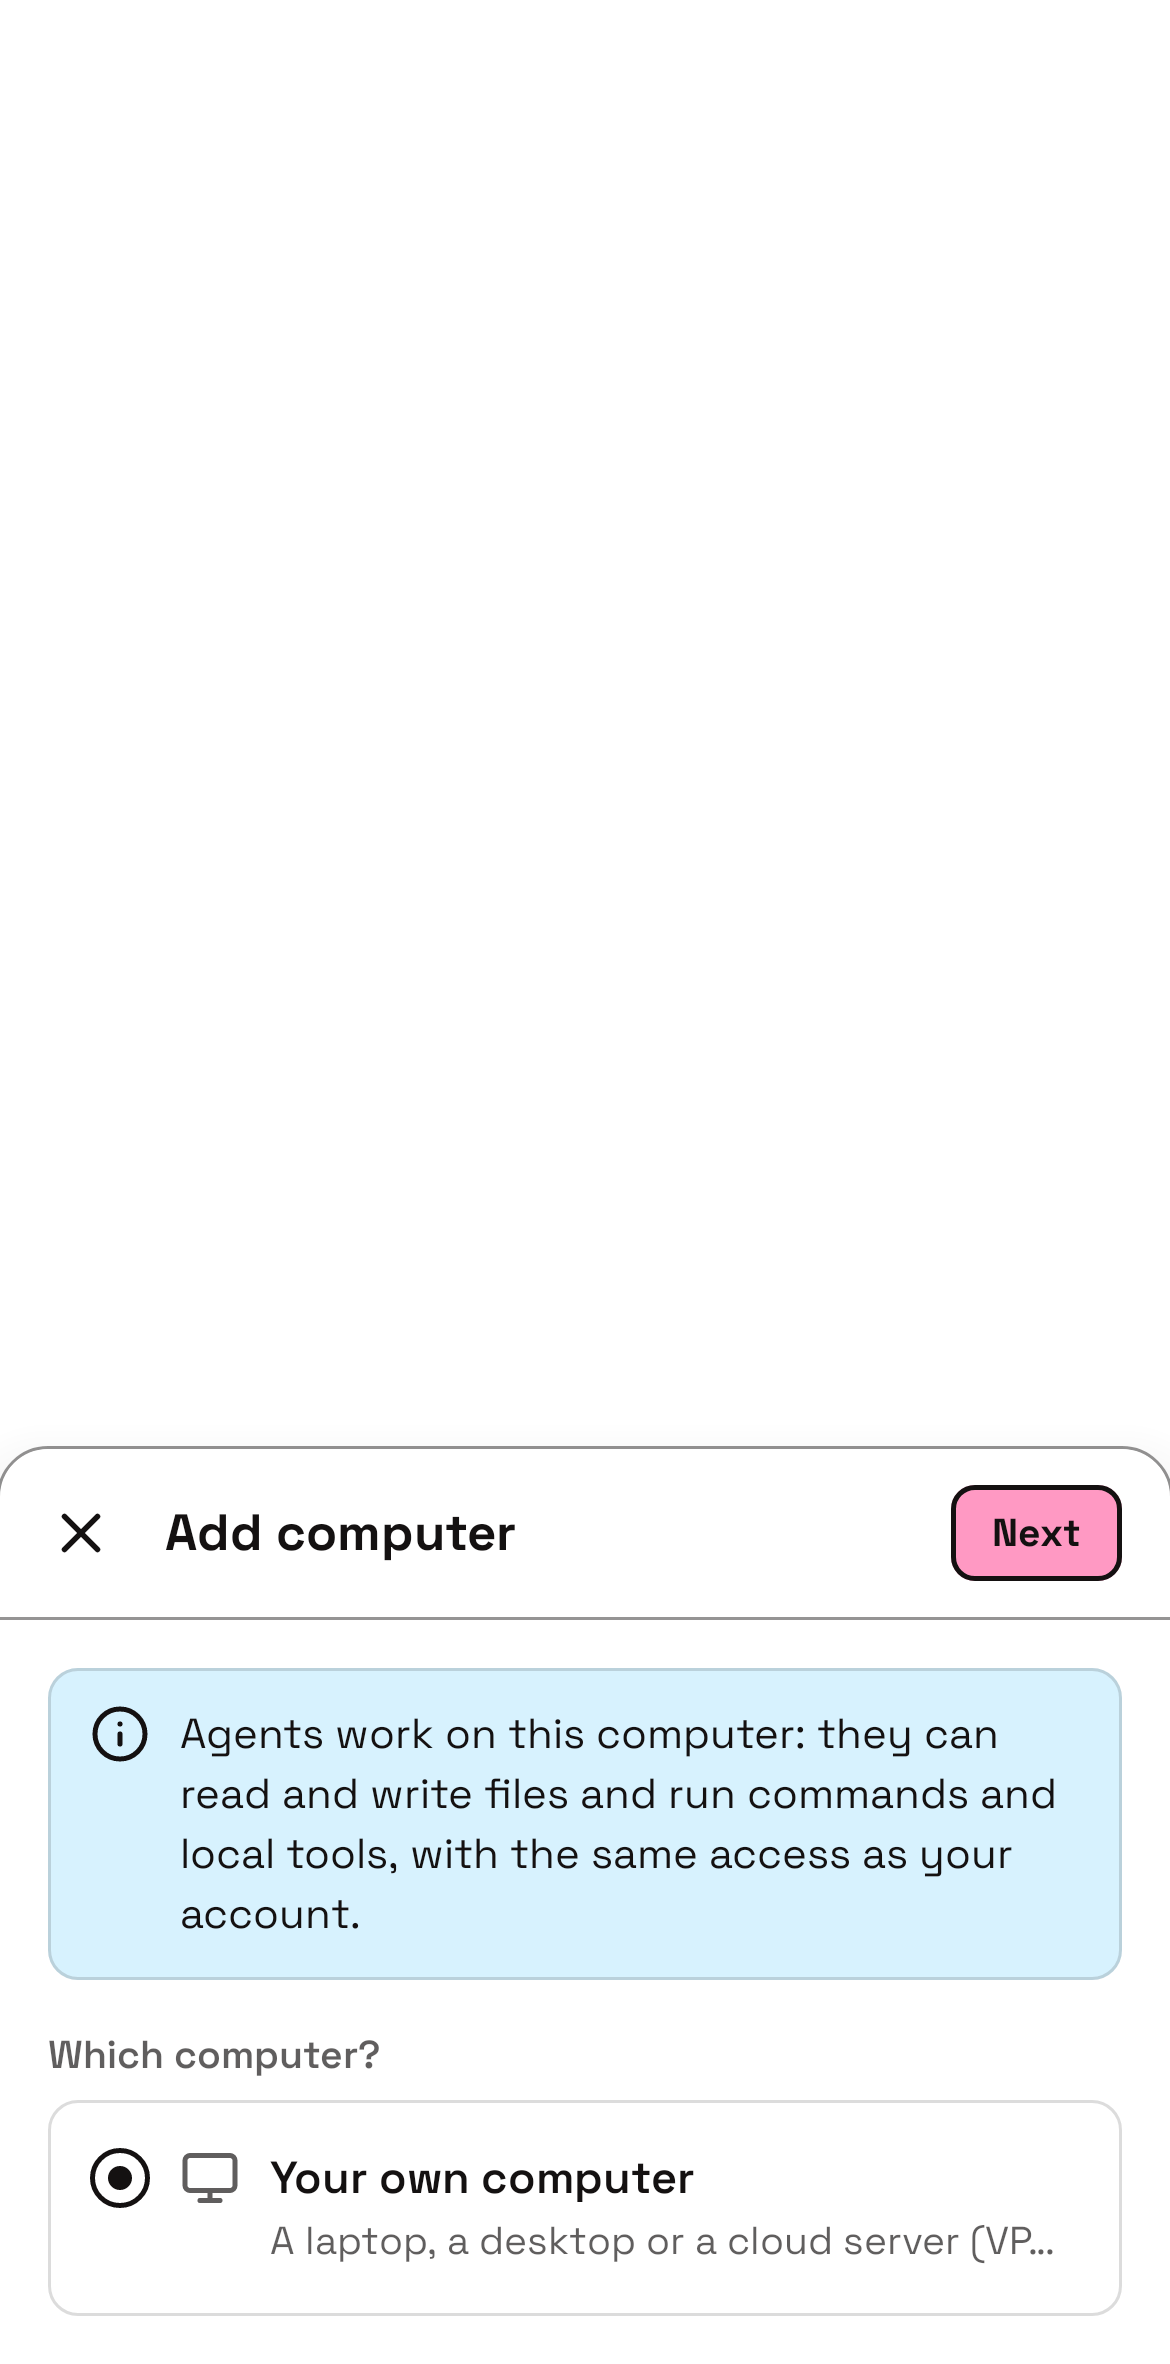 Add computer
Next
Agents work on this computer: they can
read and write files and run commands and
local tools, with the same access as your
account.
Which computer?
Your own computer
A laptop, a desktop or a cloud server (VP…